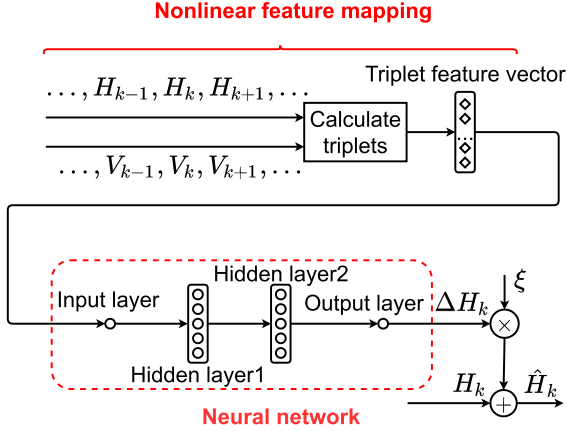 Nonlinear feature mapping
Triplet feature vector
..., H_{k-1}, H_k, H_{k+1}, ...
Calculate
triplets
...
..., V_{k-1}, V_k, V_{k+1}, ...
Hidden layer2
Input layer
Output layer
ΔH_k
ξ
×
Hidden layer1
H_k
+
Ĥ_k
Neural network